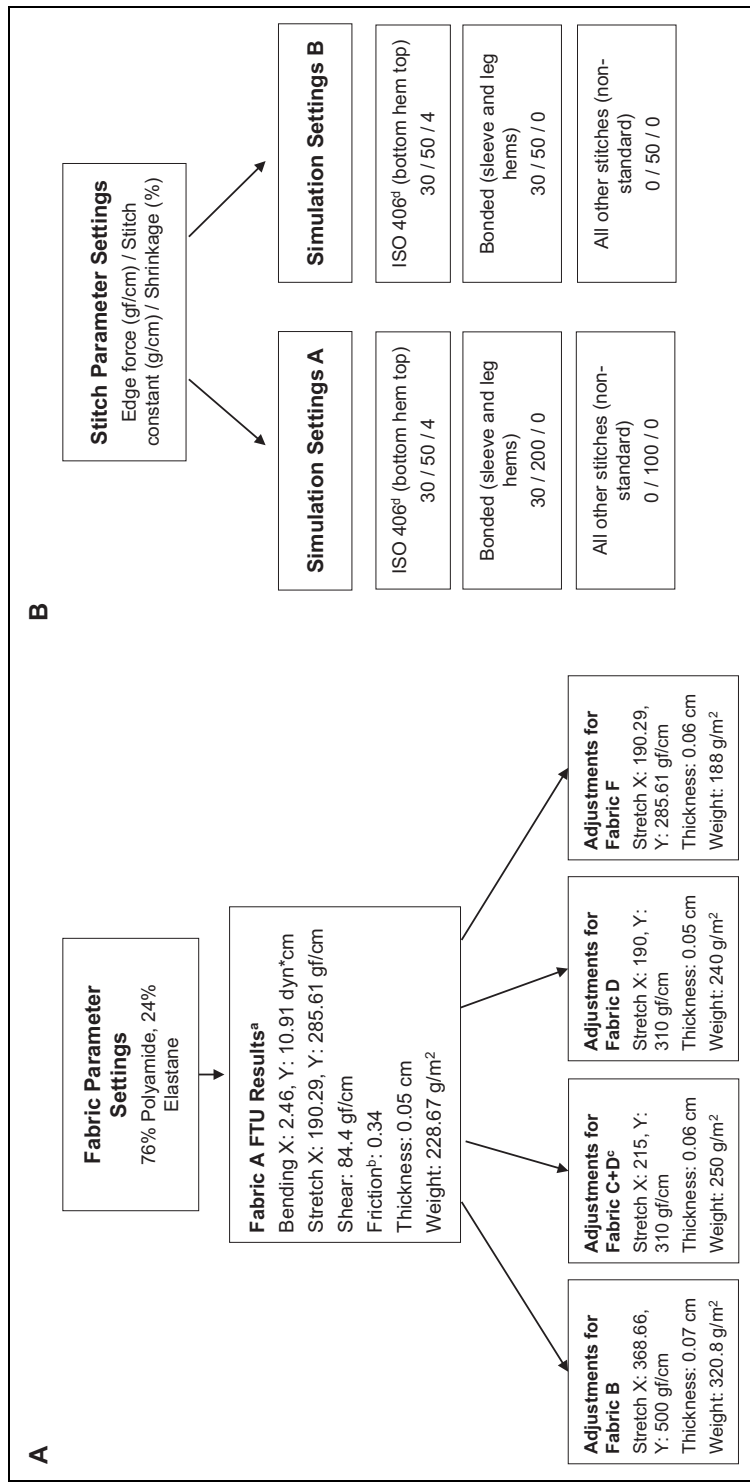 A
Fabric Parameter
Settings
76% Polyamide, 24%
Elastane
Fabric A FTU Resultsᵃ
Bending X: 2.46, Y: 10.91 dyn*cm
Stretch X: 190.29, Y: 285.61 gf/cm
Shear: 84.4 gf/cm
Frictionᵇ: 0.34
Thickness: 0.05 cm
Weight: 228.67 g/m²
Adjustments for
Fabric B
Stretch X: 368.66,
Y: 500 gf/cm
Thickness: 0.07 cm
Weight: 320.8 g/m²
Adjustments for
Fabric C+Dᶜ
Stretch X: 215, Y:
310 gf/cm
Thickness: 0.06 cm
Weight: 250 g/m²
Adjustments for
Fabric D
Stretch X: 190, Y:
310 gf/cm
Thickness: 0.05 cm
Weight: 240 g/m²
Adjustments for
Fabric F
Stretch X: 190.29,
Y: 285.61 gf/cm
Thickness: 0.06 cm
Weight: 188 g/m²
B
Stitch Parameter Settings
Edge force (gf/cm) / Stitch
constant (g/cm) / Shrinkage (%)
Simulation Settings A
ISO 406ᵈ (bottom hem top)
30 / 50 / 4
Bonded (sleeve and leg
hems)
30 / 200 / 0
All other stitches (non-
standard)
0 / 100 / 0
Simulation Settings B
ISO 406ᵈ (bottom hem top)
30 / 50 / 4
Bonded (sleeve and leg
hems)
30 / 50 / 0
All other stitches (non-
standard)
0 / 50 / 0